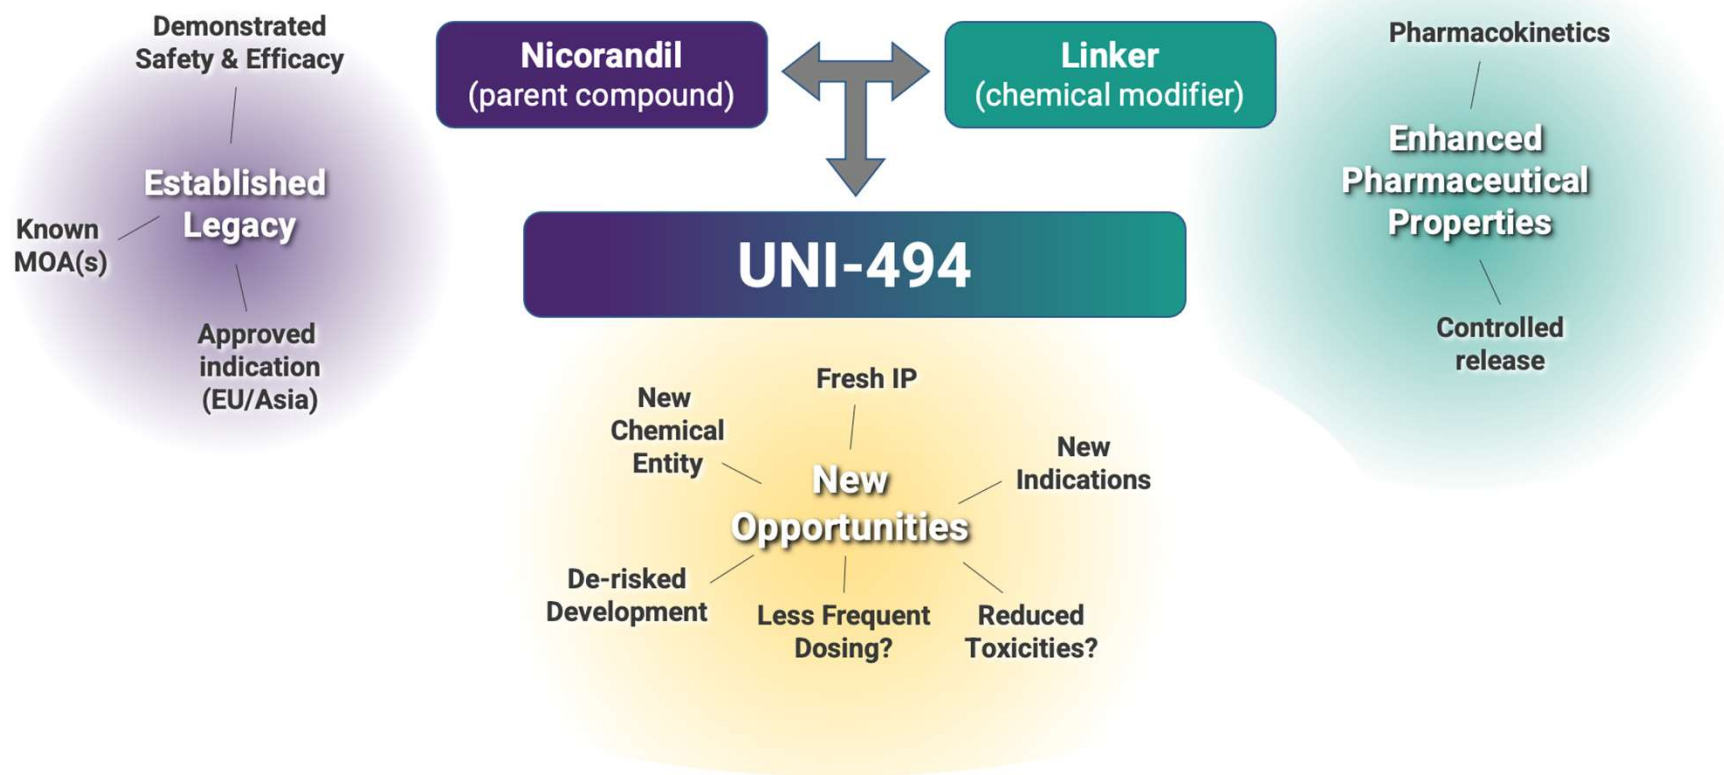 Demonstrated
Safety & Efficacy
Established
Legacy
Known
MOA(s)
Approved
indication
(EU/Asia)
Nicorandil
(parent compound)
Linker
(chemical modifier)
UNI-494
Pharmacokinetics
Enhanced
Pharmaceutical
Properties
Controlled
release
Fresh IP
New
Chemical
Entity
New
Indications
New
Opportunities
De-risked
Development
Less Frequent
Dosing?
Reduced
Toxicities?